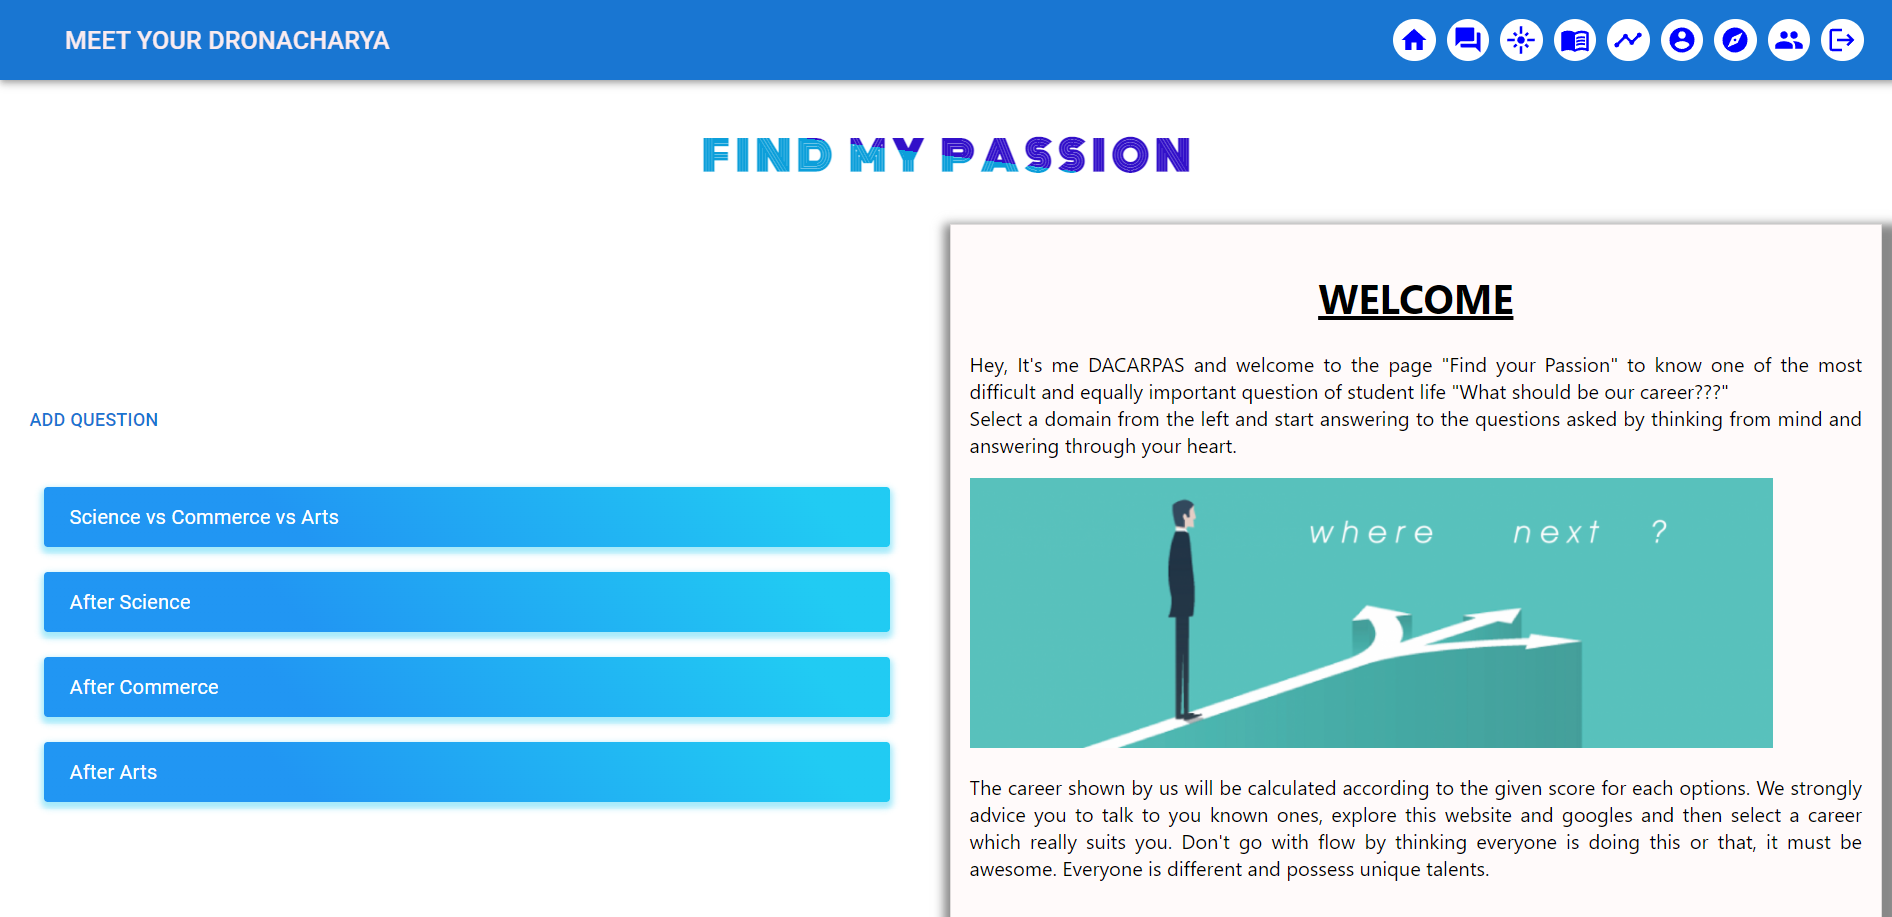 MEET YOUR DRONACHARYA
FIND MY PASSION
ADD QUESTION
Science vs Commerce vs Arts
After Science
After Commerce
After Arts
WELCOME
Hey, It's me DACARPAS and welcome to the page "Find your Passion" to know one of the most
difficult and equally important question of student life "What should be our career???"
Select a domain from the left and start answering to the questions asked by thinking from mind and
answering through your heart.
where next ?
The career shown by us will be calculated according to the given score for each options. We strongly
advice you to talk to you known ones, explore this website and googles and then select a career
which really suits you. Don't go with flow by thinking everyone is doing this or that, it must be
awesome. Everyone is different and possess unique talents.